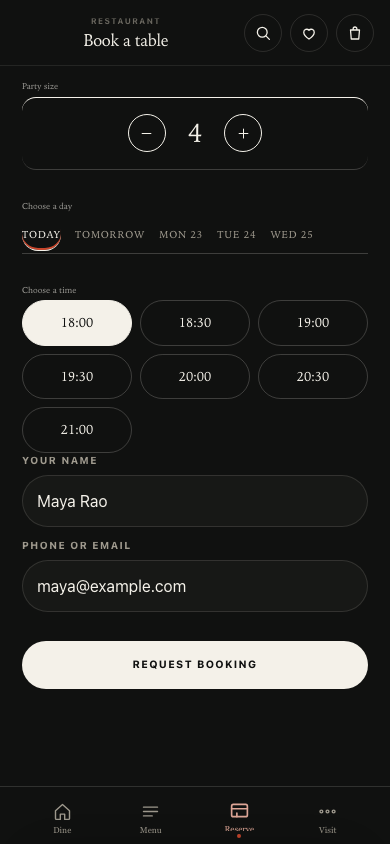 RESTAURANT
Book a table
Party size
4
Choose a day
TODAY TOMORROW MON 23 TUE 24 WED 25
Choose a time
18:00 18:30 19:00
19:30 20:00 20:30
21:00
YOUR NAME
Maya Rao
PHONE OR EMAIL
maya@example.com
REQUEST BOOKING
Dine Menu Reserve Visit